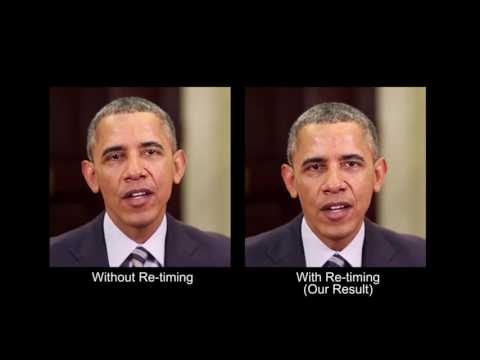 Without Re-timing
With Re-timing
(Our Result)